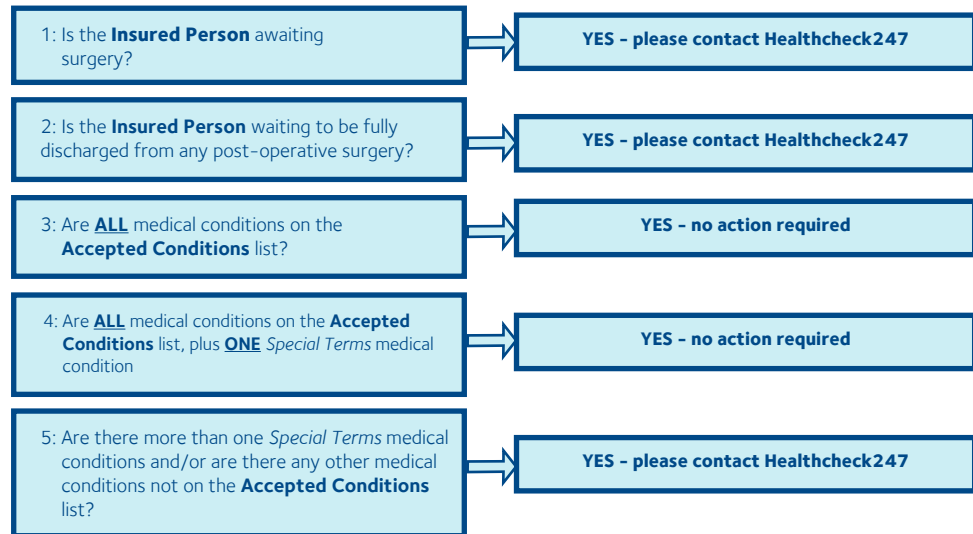 1: Is the Insured Person awaiting
surgery?
YES - please contact Healthcheck247
2: Is the Insured Person waiting to be fully
discharged from any post-operative surgery?
YES - please contact Healthcheck247
3: Are ALL medical conditions on the
Accepted Conditions list?
YES - no action required
4: Are ALL medical conditions on the Accepted
Conditions list, plus ONE Special Terms medical
condition
YES - no action required
5: Are there more than one Special Terms medical
conditions and/or are there any other medical
conditions not on the Accepted Conditions
list?
YES - please contact Healthcheck247